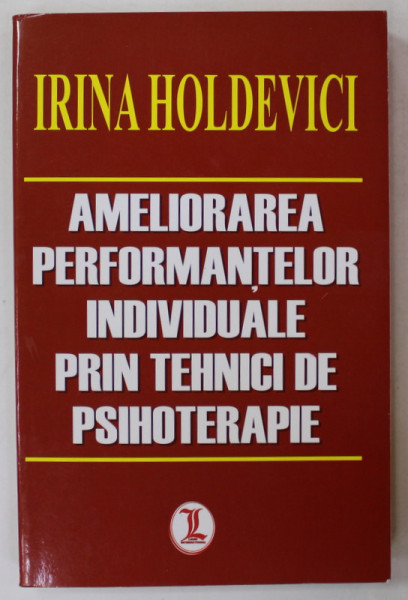 IRINA HOLDEVICI
AMELIORAREA
PERFORMANȚELOR
INDIVIDUALE
PRIN TEHNICI DE
PSIHOTERAPIE
L